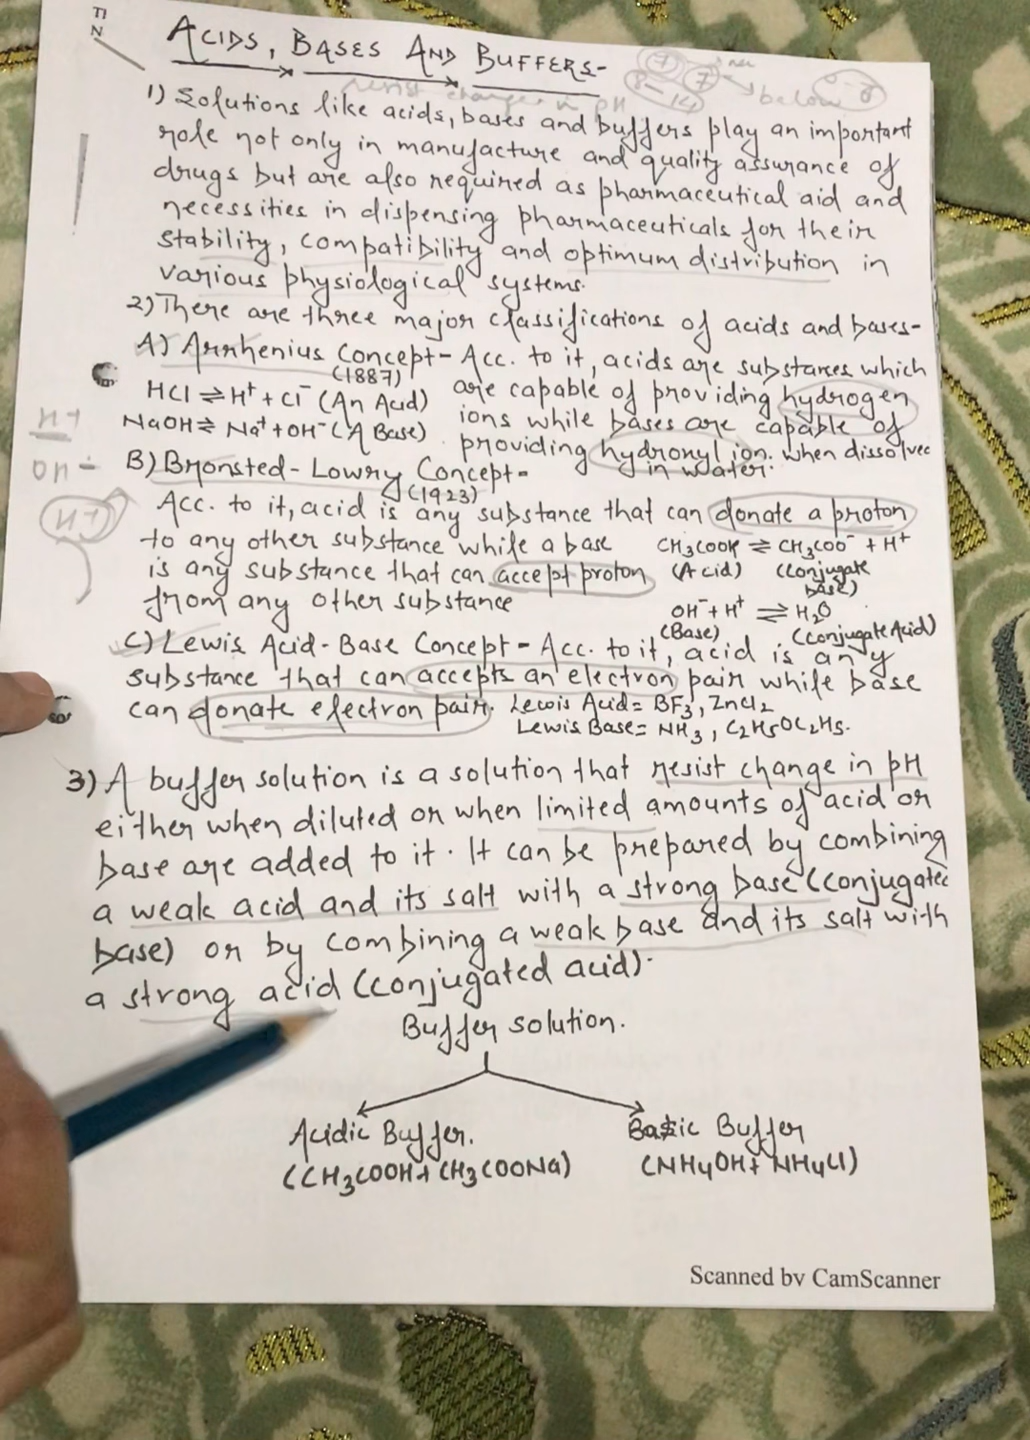 ACIDS, BASES AND BUFFERS-
resist change in pH
7 7
8-14 below
1) Solutions like acids, bases and buffers play an important
role not only in manufacture and quality assurance of
drugs but are also required as pharmaceutical aid and
necessities in dispensing pharmaceuticals for their
stability, compatibility and optimum distribution in
various physiological systems.
2) There are three major classifications of acids and bases-
A) Arrhenius Concept- Acc. to it, acids are substances which
(1887)
HCl ⇌ H⁺ + Cl⁻ (An Acid) are capable of providing hydrogen
NaOH ⇌ Na⁺ + OH⁻ (A Base) ions while bases are capable of
providing hydroxyl ion. when dissolved
in water.
H+
OH-
B) Bronsted-Lowry Concept-
(1923)
H+
Acc. to it, acid is any substance that can donate a proton
to any other substance while a base CH₃COOH ⇌ CH₃COO⁻ + H⁺
is any substance that can accept proton (Acid) (Conjugate
base)
from any other substance OH⁻ + H⁺ ⇌ H₂O
(Base) (Conjugate Acid)
C) Lewis Acid-Base Concept - Acc. to it, acid is any
substance that can accepts an electron pair while base
can donate electron pair. Lewis Acid = BF₃, ZnCl₂
Lewis Base = NH₃, C₂H₅OC₂H₅.
3) A buffer solution is a solution that resist change in pH
either when diluted or when limited amounts of acid or
base are added to it. It can be prepared by combining
a weak acid and its salt with a strong base (conjugated
base) or by combining a weak base and its salt with
a strong acid (conjugated acid).
Buffer solution.
Acidic Buffer. Basic Buffer
(CH₃COOH + CH₃COONa) (NH₄OH + NH₄Cl)
Scanned by CamScanner